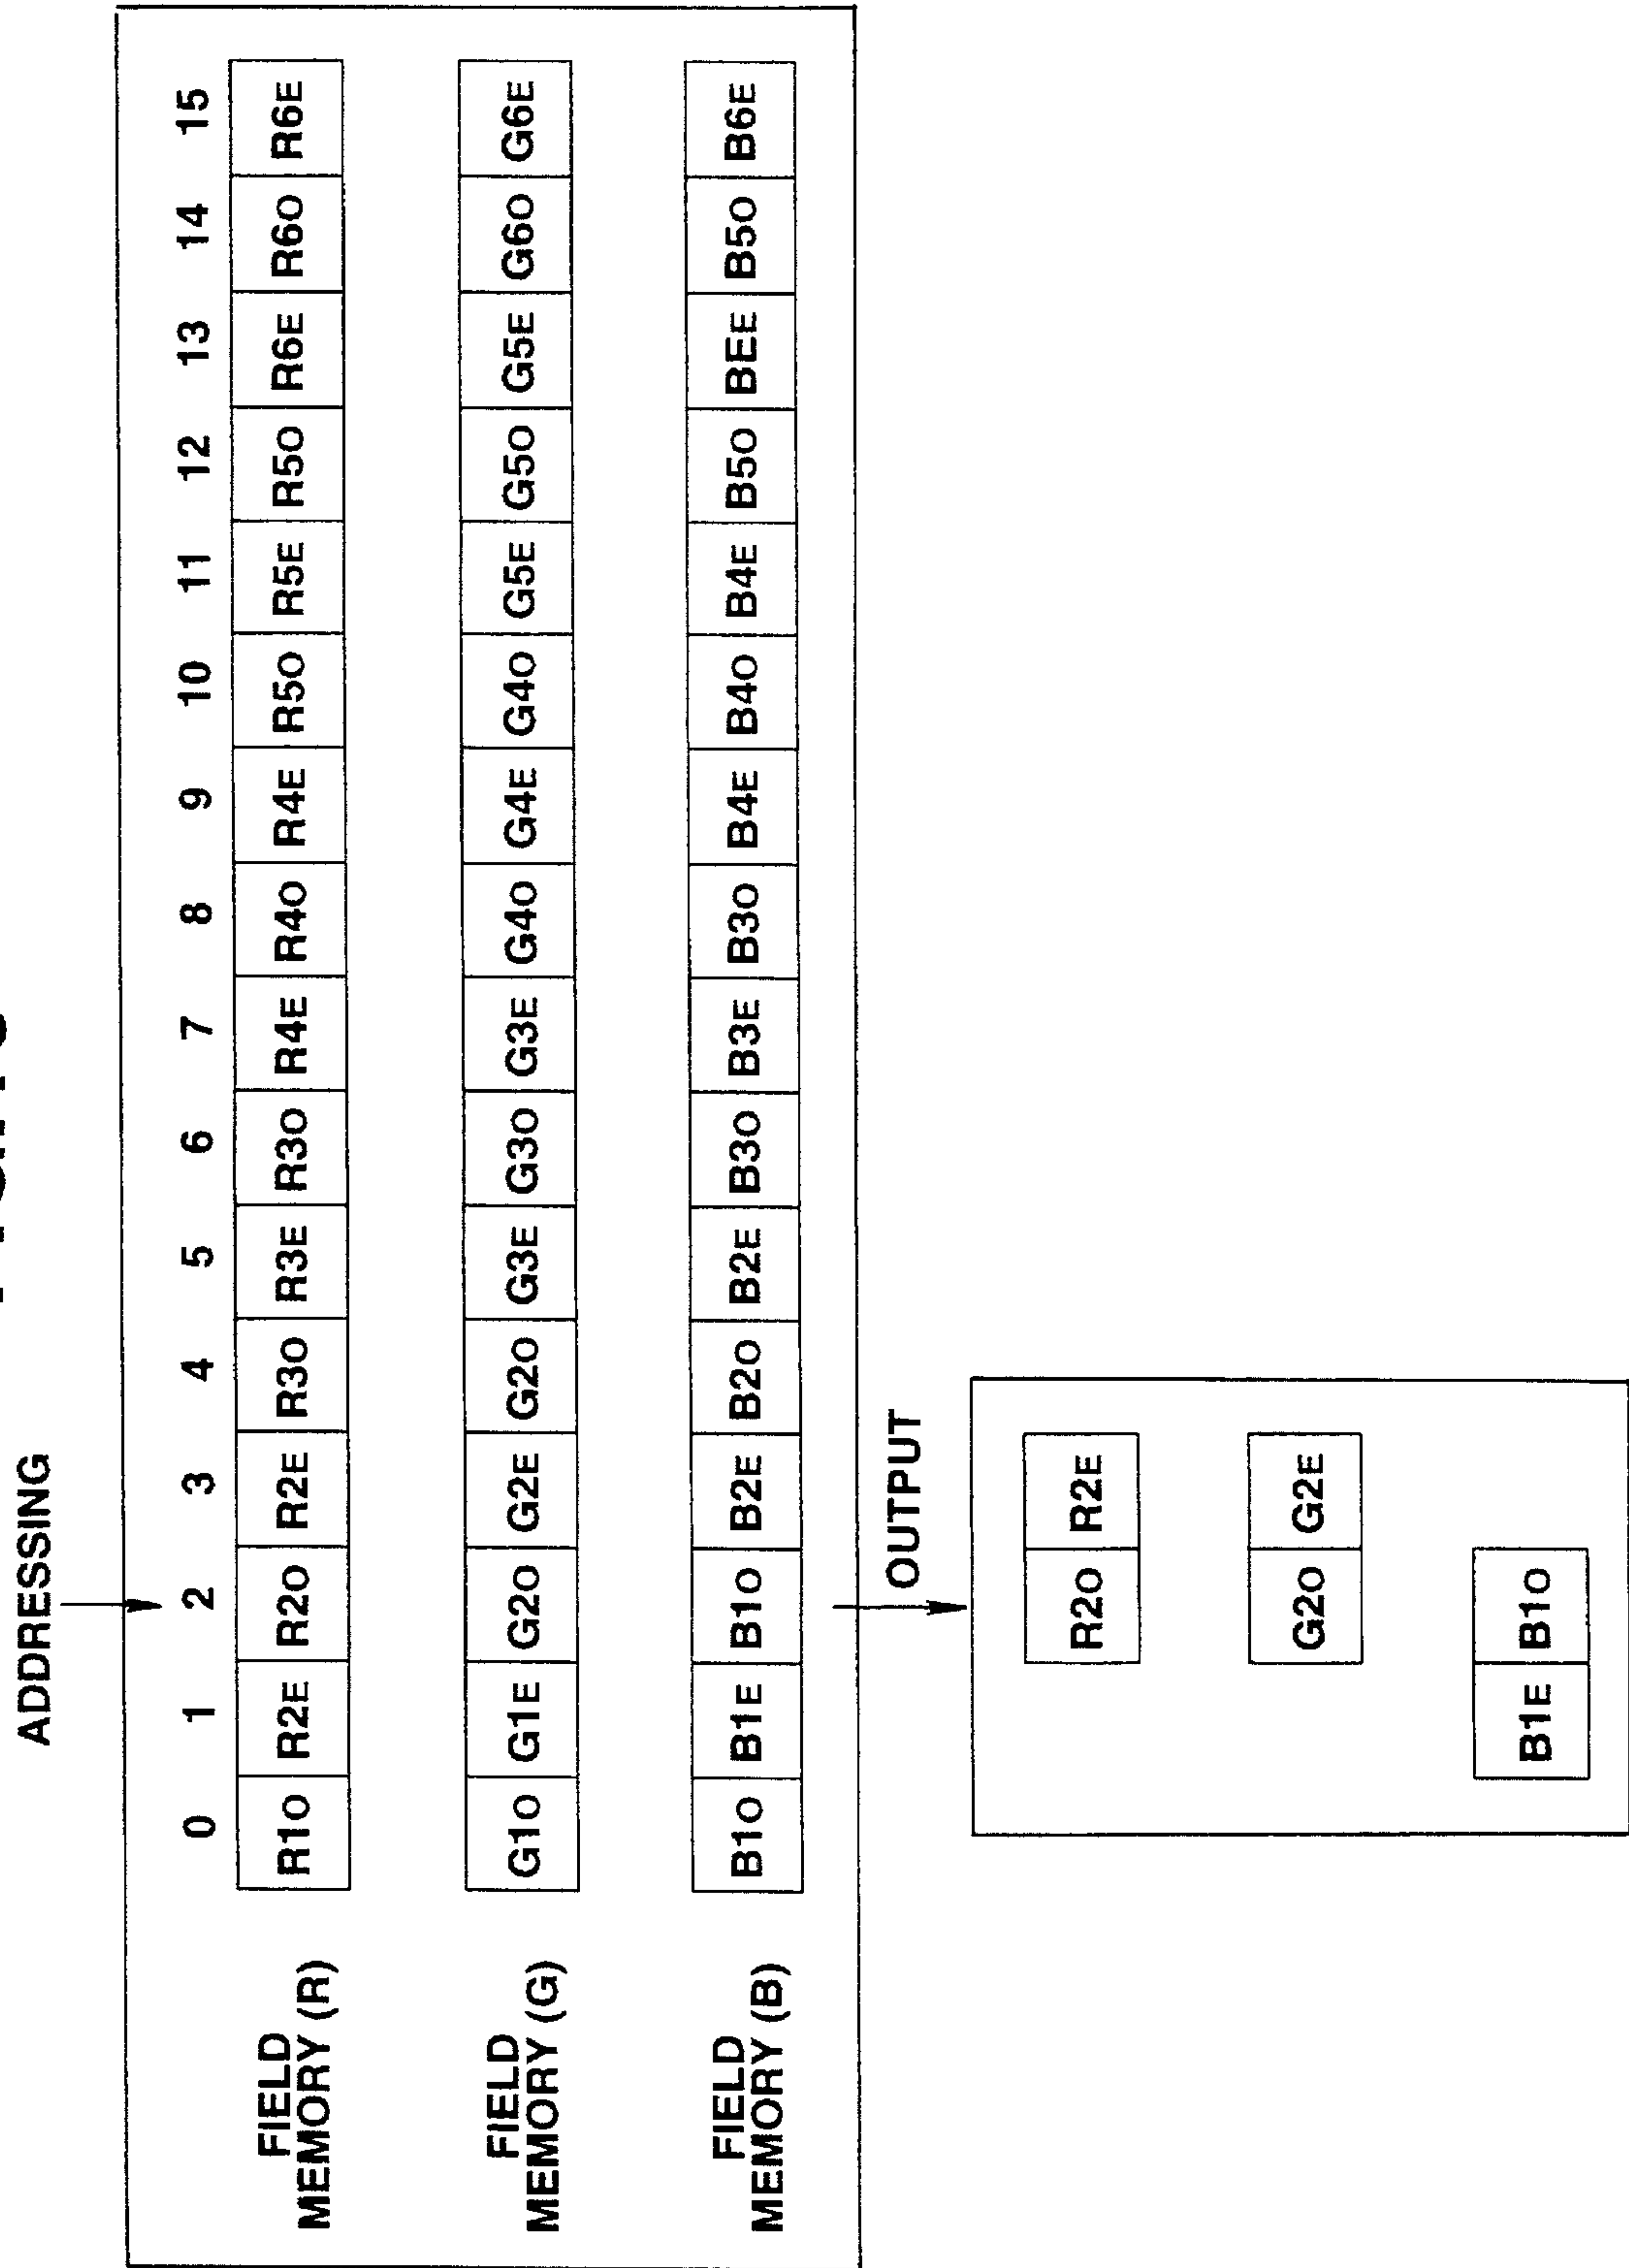 ADDRESSING
0 1 2 3 4 5 6 7 8 9 10 11 12 13 14 15
FIELD
MEMORY (R)
R1O R2E R2O R2E R3O R3E R3O R4E R4O R4E R5O R5E R5O R6E R6O R6E
FIELD
MEMORY (G)
G1O G1E G2O G2E G2O G3E G3O G3E G4O G4E G4O G5E G5O G5E G6O G6E
FIELD
MEMORY (B)
B1O B1E B1O B2E B2O B2E B3O B3E B3O B4E B4O B4E B5O BEE B5O B6E
OUTPUT
R2O R2E
G2O G2E
B1E B1O